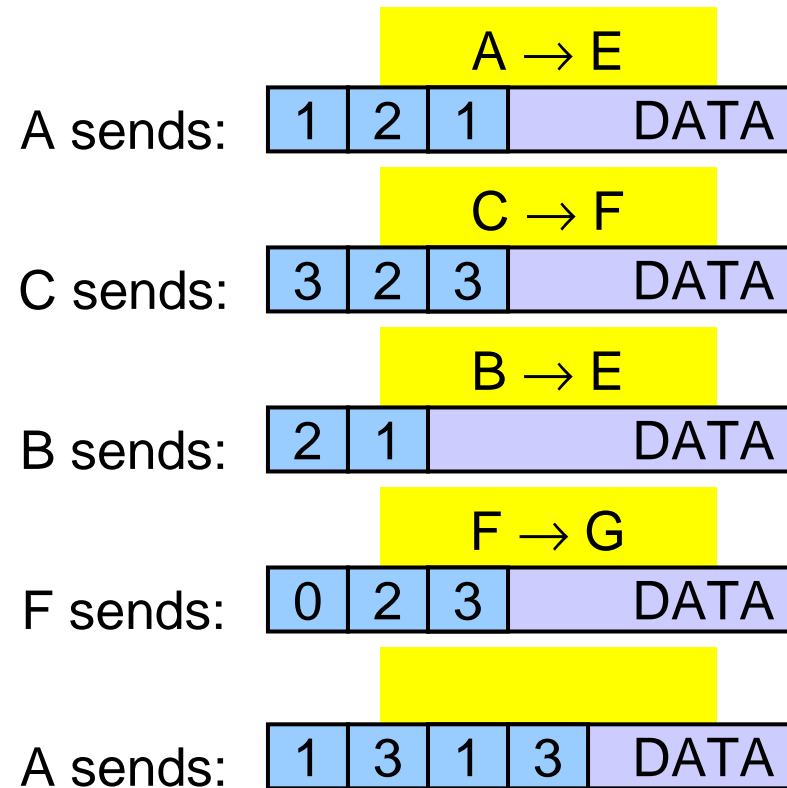 A → E
A sends: 1 2 1 DATA
C → F
C sends: 3 2 3 DATA
B → E
B sends: 2 1 DATA
F → G
F sends: 0 2 3 DATA
A sends: 1 3 1 3 DATA